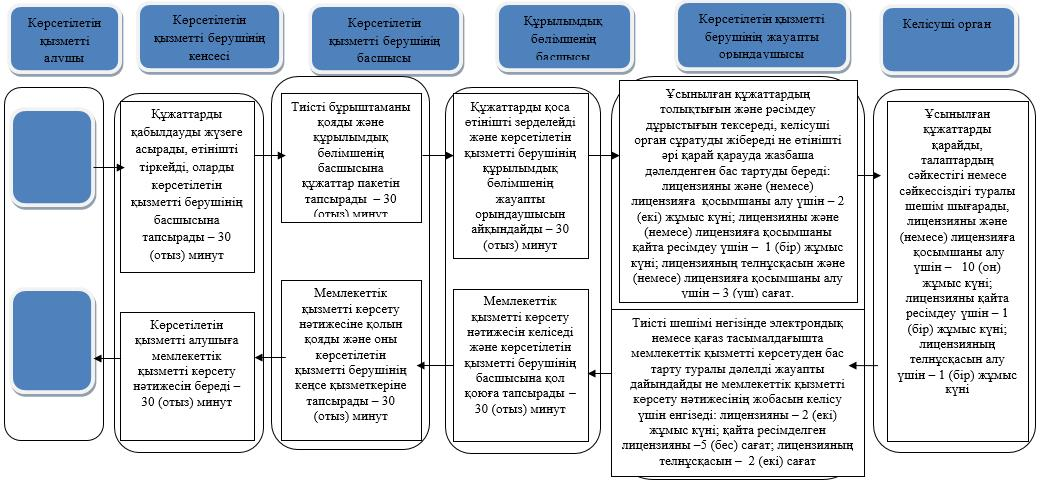 Көрсетілетін
қызметті
алушы
Көрсетілетін
қызметті берушінің
кеңсесі
Көрсетілетін
қызметті берушінің
басшысы
Құрылымдық
бөлімшенің
басшысы
Көрсетілетін қызметті
берушінің жауапты
орындаушысы
Келісуші орган
Құжаттарды
қабылдауды жүзеге
асырады, өтінішті
тіркейді, оларды
көрсетілетін
қызметті берушінің
басшысына
тапсырады – 30
(отыз) минут
Тиісті бұрыштаманы
қояды және
құрылымдық
бөлімшенің
басшысына
құжаттар пакетін
тапсырады – 30
(отыз) минут
Құжаттарды қоса
өтінішті зерделейді
және көрсетілетін
қызметті берушінің
құрылымдық
бөлімшенің
жауапты
орындаушысын
айқындайды – 30
(отыз) минут
Ұсынылған құжаттардың
толықтығын және рәсімдеу
дұрыстығын тексереді, келісуші
орган сұратуды жібереді не өтінішті
әрі қарай қарауда жазбаша
дәлелденген бас тартуды береді:
лицензияны және (немесе)
лицензияға қосымшаны алу үшін – 2
(екі) жұмыс күні; лицензияны және
(немесе) лицензияға қосымшаны
қайта ресімдеу үшін – 1 (бір) жұмыс
күні; лицензияның телнұсқасын және
(немесе) лицензияға қосымшаны алу
үшін – 3 (үш) сағат.
Ұсынылған
құжаттарды
қарайды,
талаптардың
сәйкестігі немесе
сәйкессіздігі туралы
шешім шығарады,
лицензияны және
(немесе) лицензияға
қосымшаны алу
үшін – 10 (он)
жұмыс күні;
лицензияны қайта
ресімдеу үшін – 1
(бір) жұмыс күні;
лицензияның
телнұсқасын алу
үшін – 1 (бір) жұмыс
күні
Көрсетілетін
қызметті алушыға
мемлекеттік
қызметті көрсету
нәтижесін береді –
30 (отыз) минут
Мемлекеттік
қызметті көрсету
нәтижесіне қолын
қояды және оны
көрсетілетін
қызметті берушінің
кеңсе қызметкеріне
тапсырады – 30
(отыз) минут
Мемлекеттік
қызметті көрсету
нәтижесін келіседі
және көрсетілетін
қызметті берушінің
басшысына қол
қоюға тапсырады –
30 (отыз) минут
Тиісті шешімі негізінде электрондық
немесе қағаз тасымалдағышта
мемлекеттік қызметті көрсетуден бас
тарту туралы дәлелді жауапты
дайындайды не мемлекеттік қызметті
көрсету нәтижесінің жобасын келісу
үшін енгізеді: лицензияны – 2 (екі)
жұмыс күні; қайта ресімделген
лицензияны –5 (бес) сағат; лицензияның
телнұсқасын – 2 (екі) сағат